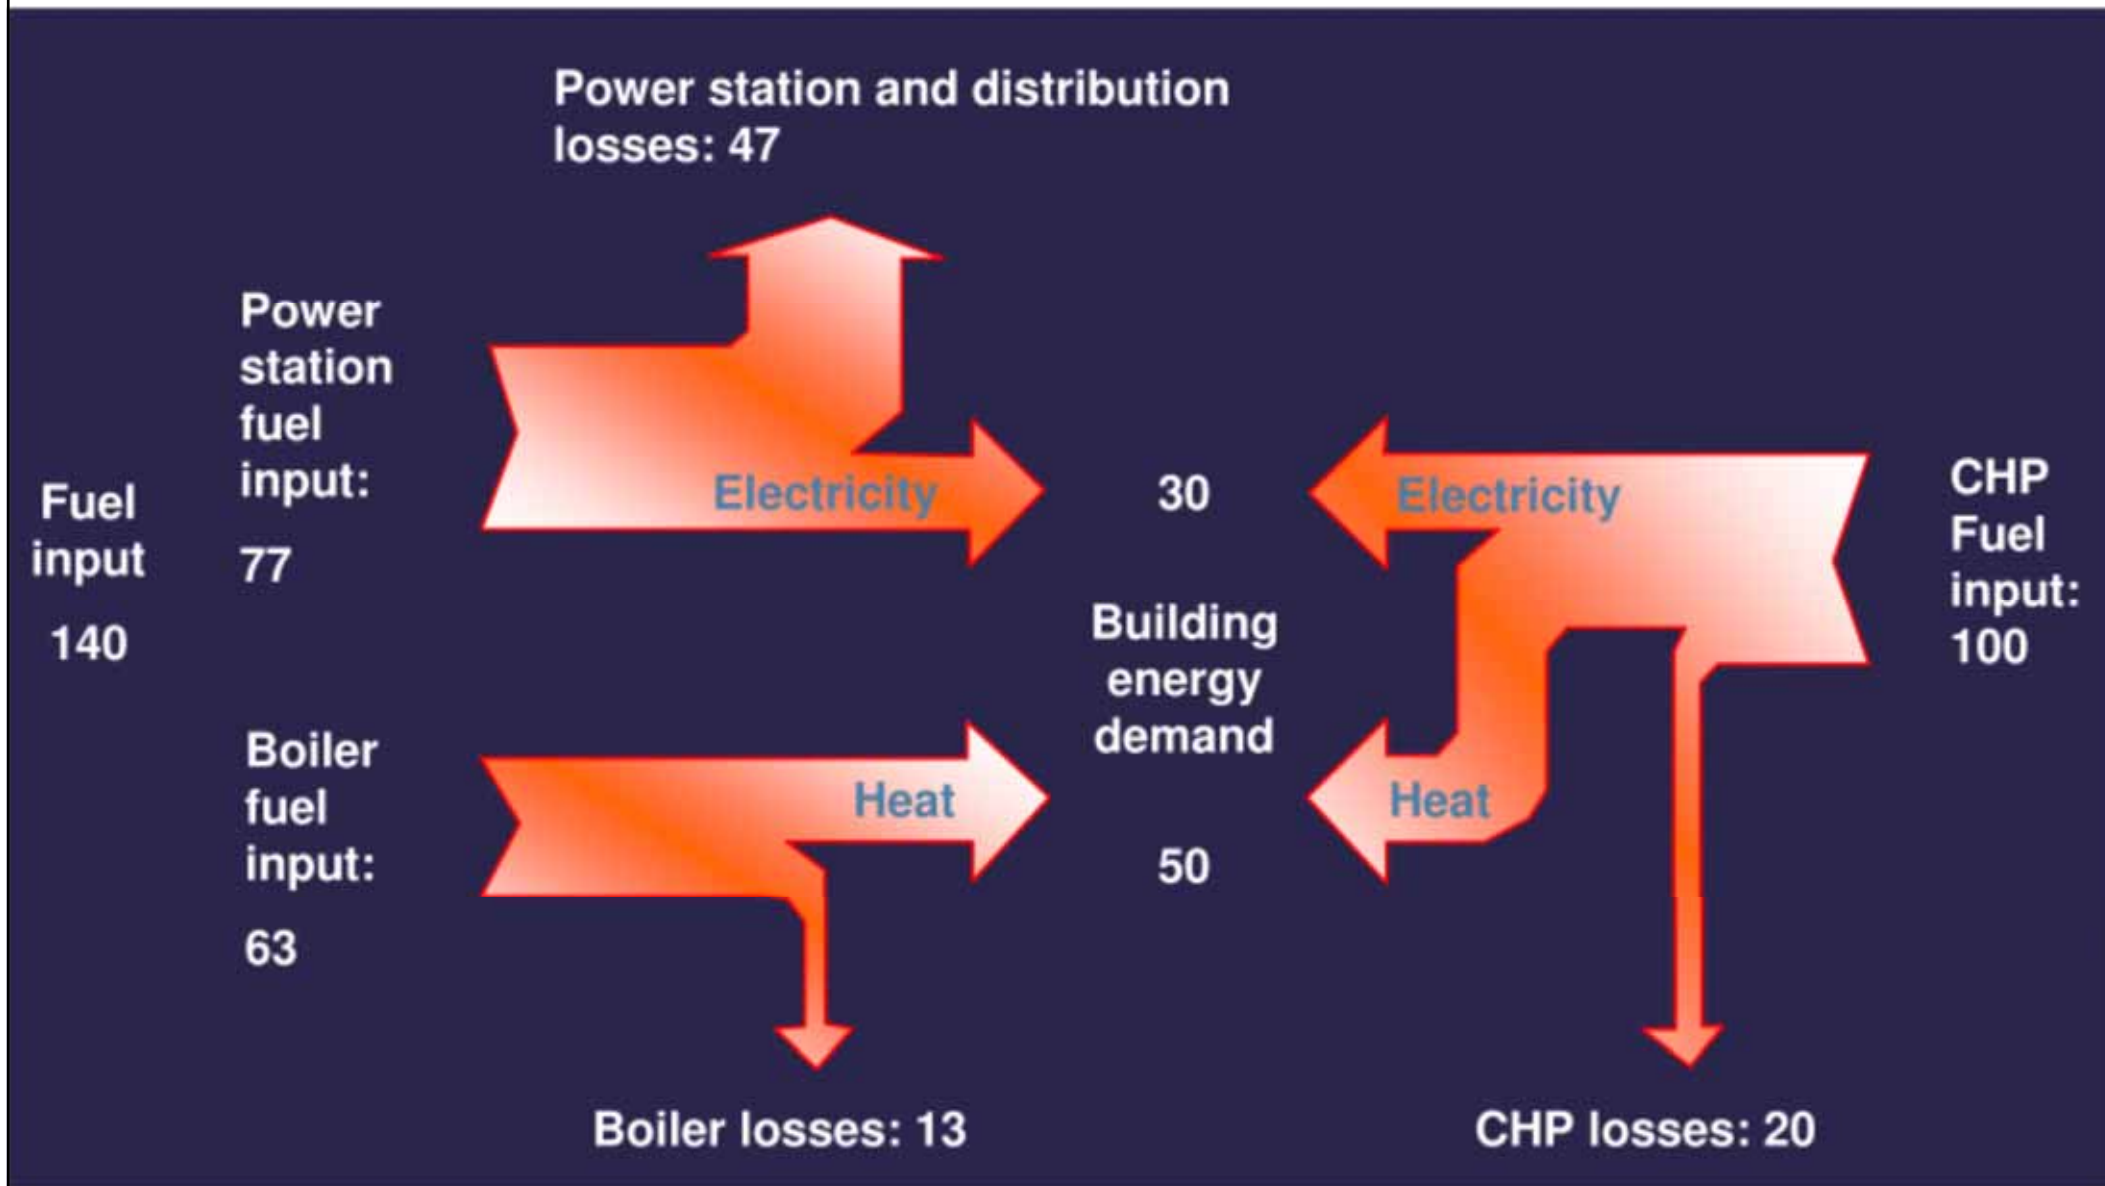 Power station and distribution
losses: 47
Power
station
fuel
input:
77
Fuel
input
140
Electricity
30
Electricity
CHP
Fuel
input:
100
Building
energy
demand
Boiler
fuel
input:
63
Heat
50
Heat
Boiler losses: 13
CHP losses: 20